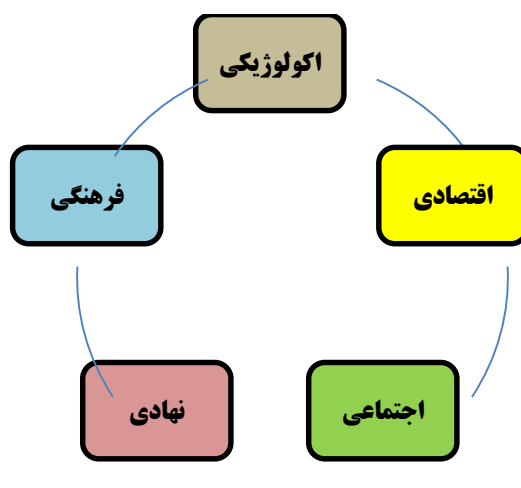 اکولوژیکی
اقتصادی
فرهنگی
اجتماعی
نهادی